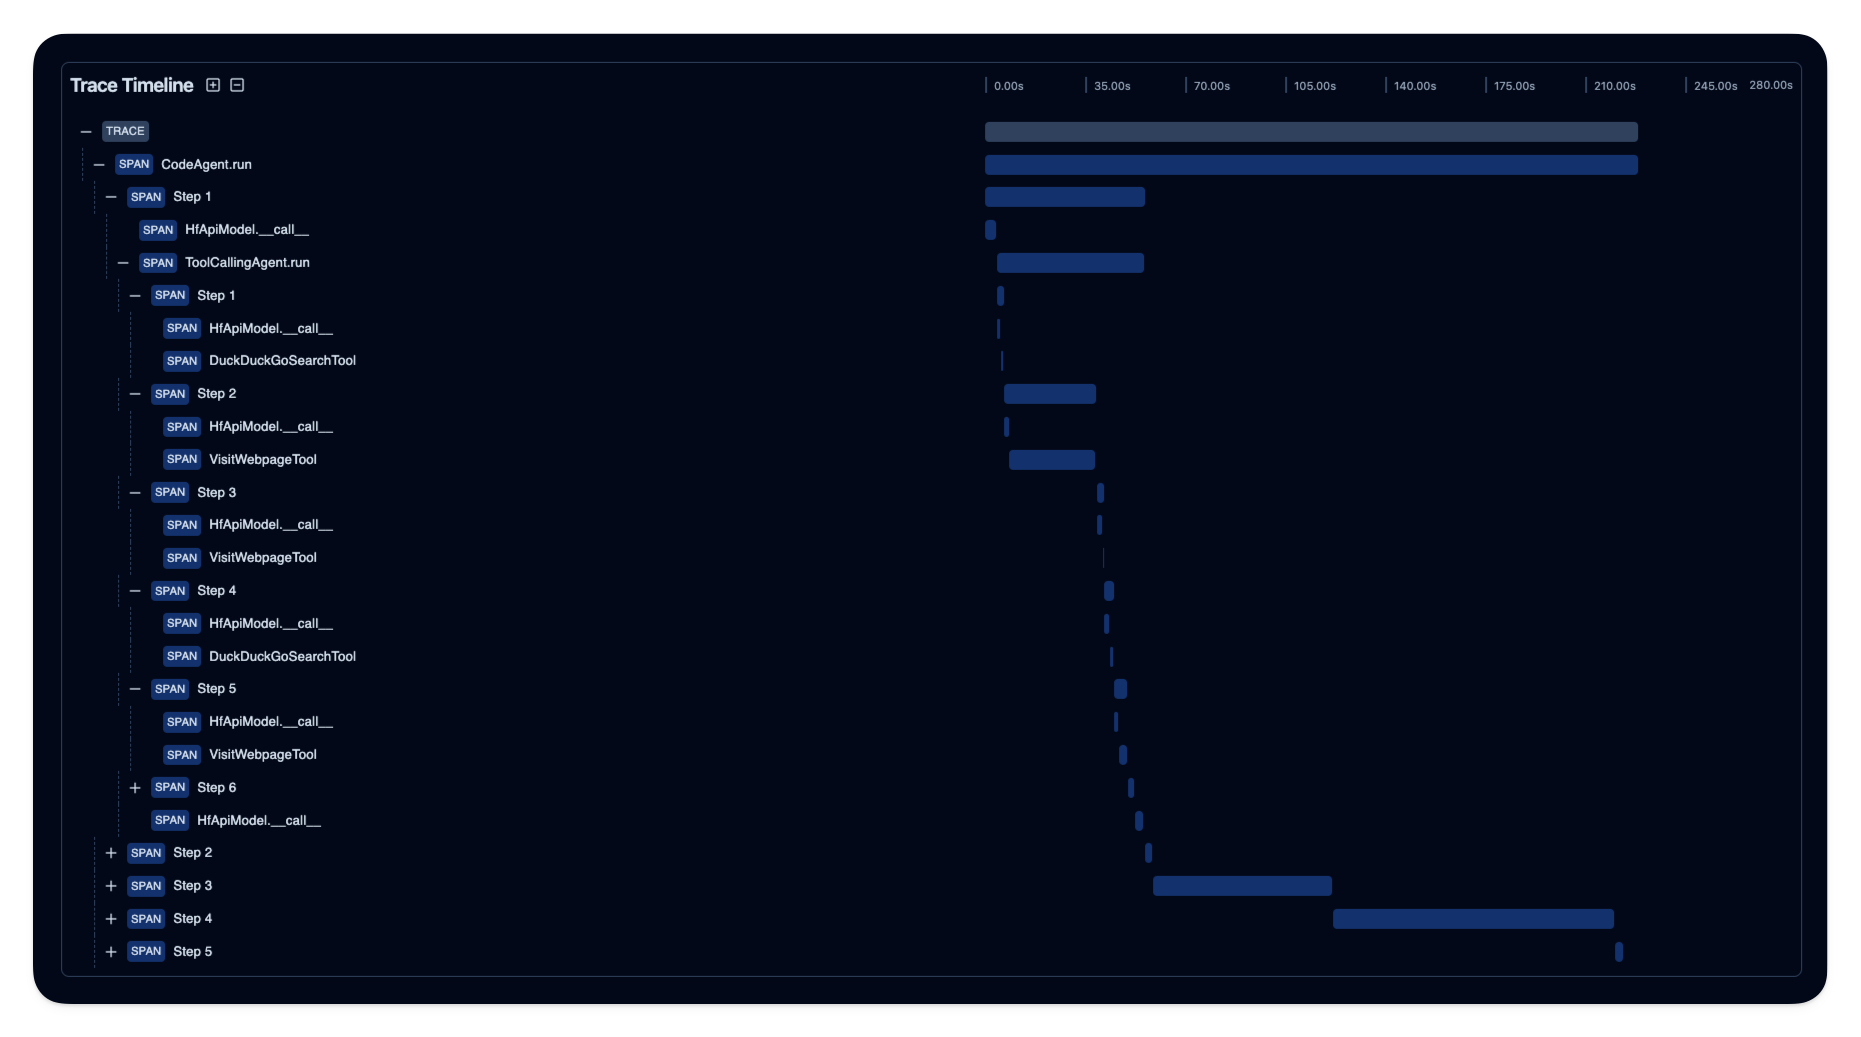 Trace Timeline 0.00s 35.00s 70.00s 105.00s 140.00s 175.00s 210.00s 245.00s 280.00s
TRACE
SPAN CodeAgent.run
SPAN Step 1
SPAN HfApiModel.__call__
SPAN ToolCallingAgent.run
SPAN Step 1
SPAN HfApiModel.__call__
SPAN DuckDuckGoSearchTool
SPAN Step 2
SPAN HfApiModel.__call__
SPAN VisitWebpageTool
SPAN Step 3
SPAN HfApiModel.__call__
SPAN VisitWebpageTool
SPAN Step 4
SPAN HfApiModel.__call__
SPAN DuckDuckGoSearchTool
SPAN Step 5
SPAN HfApiModel.__call__
SPAN VisitWebpageTool
SPAN Step 6
SPAN HfApiModel.__call__
SPAN Step 2
SPAN Step 3
SPAN Step 4
SPAN Step 5